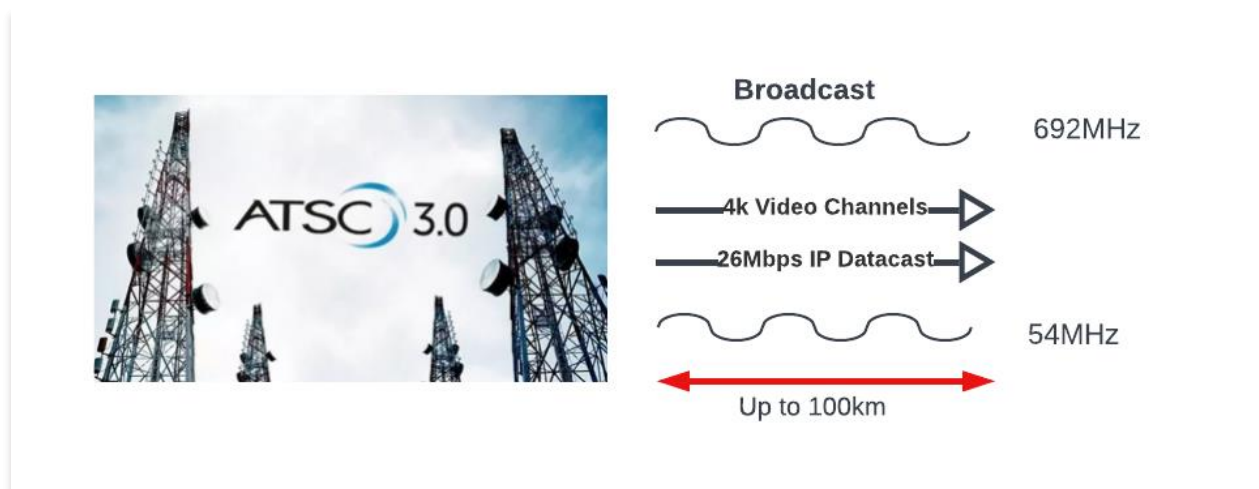 ATSC 3.0
Broadcast
692MHz
4k Video Channels
26Mbps IP Datacast
54MHz
Up to 100km